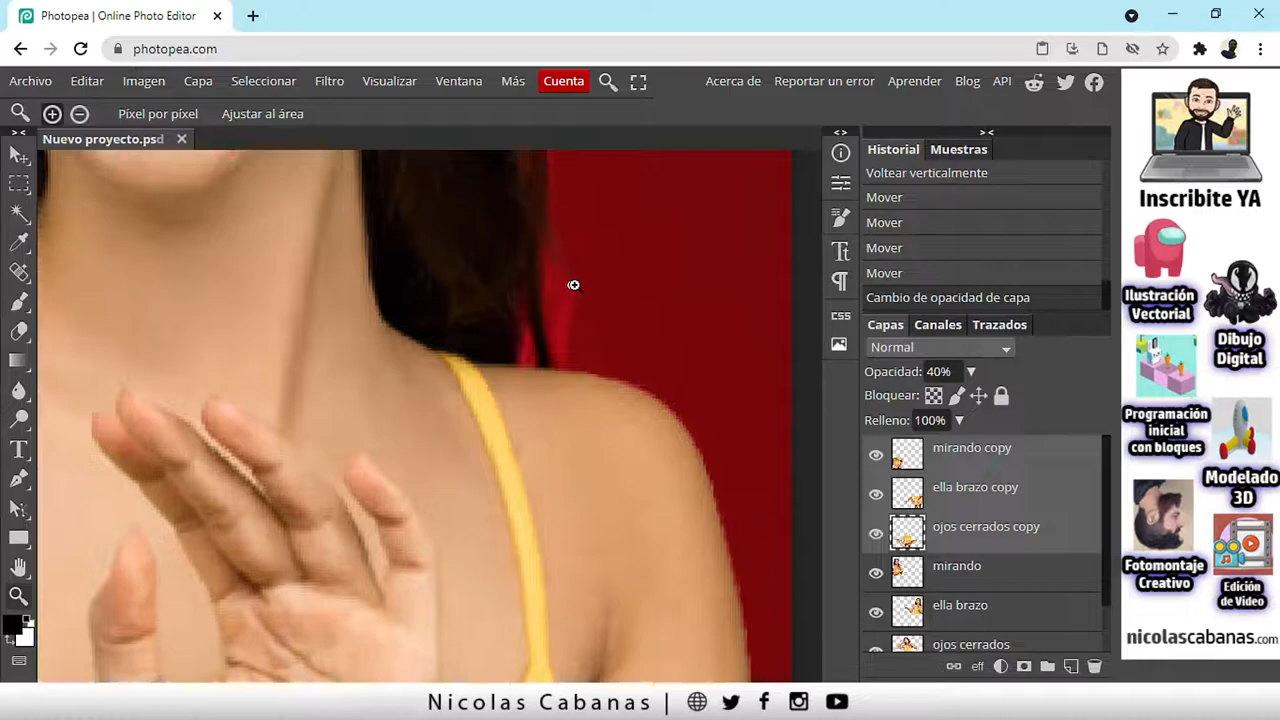 Photopea | Online Photo Editor
photopea.com
Archivo Editar Imagen Capa Seleccionar Filtro Visualizar Ventana Más Cuenta Acerca de Reportar un error Aprender Blog API
Píxel por píxel Ajustar al área
Nuevo proyecto.psd
Historial Muestras
Voltear verticalmente
Mover
Mover
Mover
Mover
Cambio de opacidad de capa
CSS
Capas Canales Trazados
Normal
Opacidad: 40%
Bloquear:
Relleno: 100%
mirando copy
ella brazo copy
ojos cerrados copy
mirando
ella brazo
ojos cerrados
eff
Inscribite YA
Ilustración
Vectorial
Dibujo
Digital
Programación
inicial
con bloques
Modelado
3D
Fotomontaje
Creativo
Edición
de Video
nicolascabanas.com
Nicolas Cabanas |